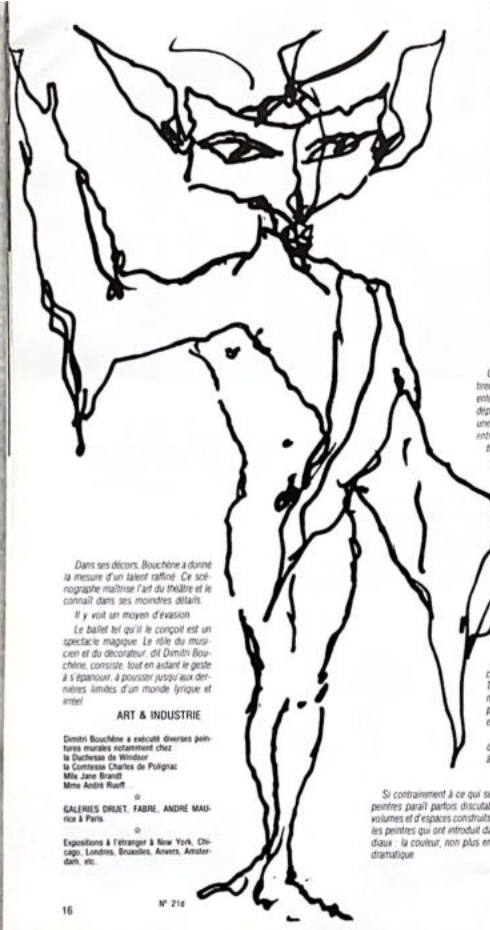 Dans ses décors, Bouchène a donné
la mesure d'un talent raffiné. Ce scé-
nographe maîtrise l'art du théâtre et le
connaît dans ses moindres détails.
Il y voit un moyen d'évasion.
Le ballet tel qu'il le conçoit est un
spectacle magique. Le rôle du musi-
cien et du décorateur, dit Dimitri Bou-
chène, consiste, tout en aidant le geste
à s'épanouir, à pousser jusqu'aux der-
nières limites d'un monde lyrique et
irréel.
ART & INDUSTRIE
Dimitri Bouchène a exécuté diverses pein-
tures murales notamment chez
la Duchesse de Windsor
la Comtesse Charles de Polignac
Mlle Jane Brandt
Mme André Rueff...
GALERIES DRUET, FABRE, ANDRÉ MAU-
rice à Paris.
Expositions à l'étranger à New York, Chi-
cago, Londres, Bruxelles, Anvers, Amster-
dam, etc.
16
N° 21d
Si contrairement à ce qui se
peintres paraît parfois discutab
volumes et d'espaces construits
les peintres qui ont introduit da
diaux : la couleur, non plus en
dramatique.